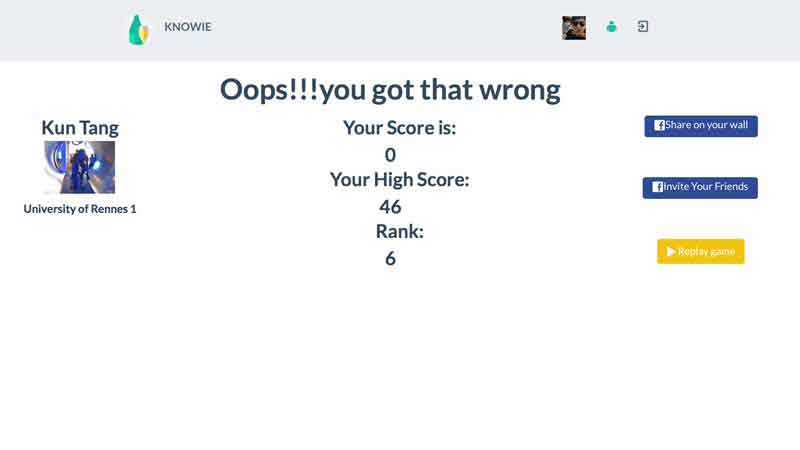 KNOWIE
Oops!!!you got that wrong
Kun Tang
University of Rennes 1
Your Score is:
0
Your High Score:
46
Rank:
6
Share on your wall
Invite Your Friends
Replay game